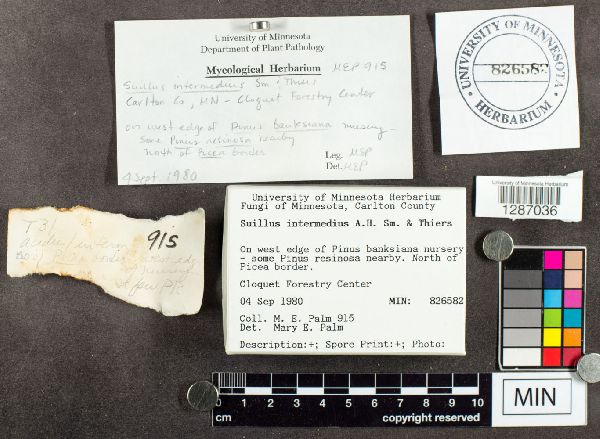 University of Minnesota
Department of Plant Pathology
Mycological Herbarium MEP 915
Suillus intermedius Sm. & Thiers
Carlton Co, MN - Cloquet Forestry Center
on west edge of Pinus banksiana nursery -
some Pinus resinosa nearby
North of Picea border
Leg. MEP
Det. MEP
4 Sept. 1980
UNIVERSITY OF MINNESOTA
826582
HERBARIUM
University of Minnesota Herbarium
1287036
T31
915
University of Minnesota Herbarium
Fungi of Minnesota, Carlton County
Suillus intermedius A.H. Sm. & Thiers
On west edge of Pinus banksiana nursery
- some Pinus resinosa nearby. North of
Picea border.
Cloquet Forestry Center
04 Sep 1980 MIN: 826582
Coll. M. E. Palm 915
Det. Mary E. Palm
Description:+; Spore Print:+; Photo:
0 1 2 3 4 5 6 7 8 9 10
cm copyright reserved
MIN